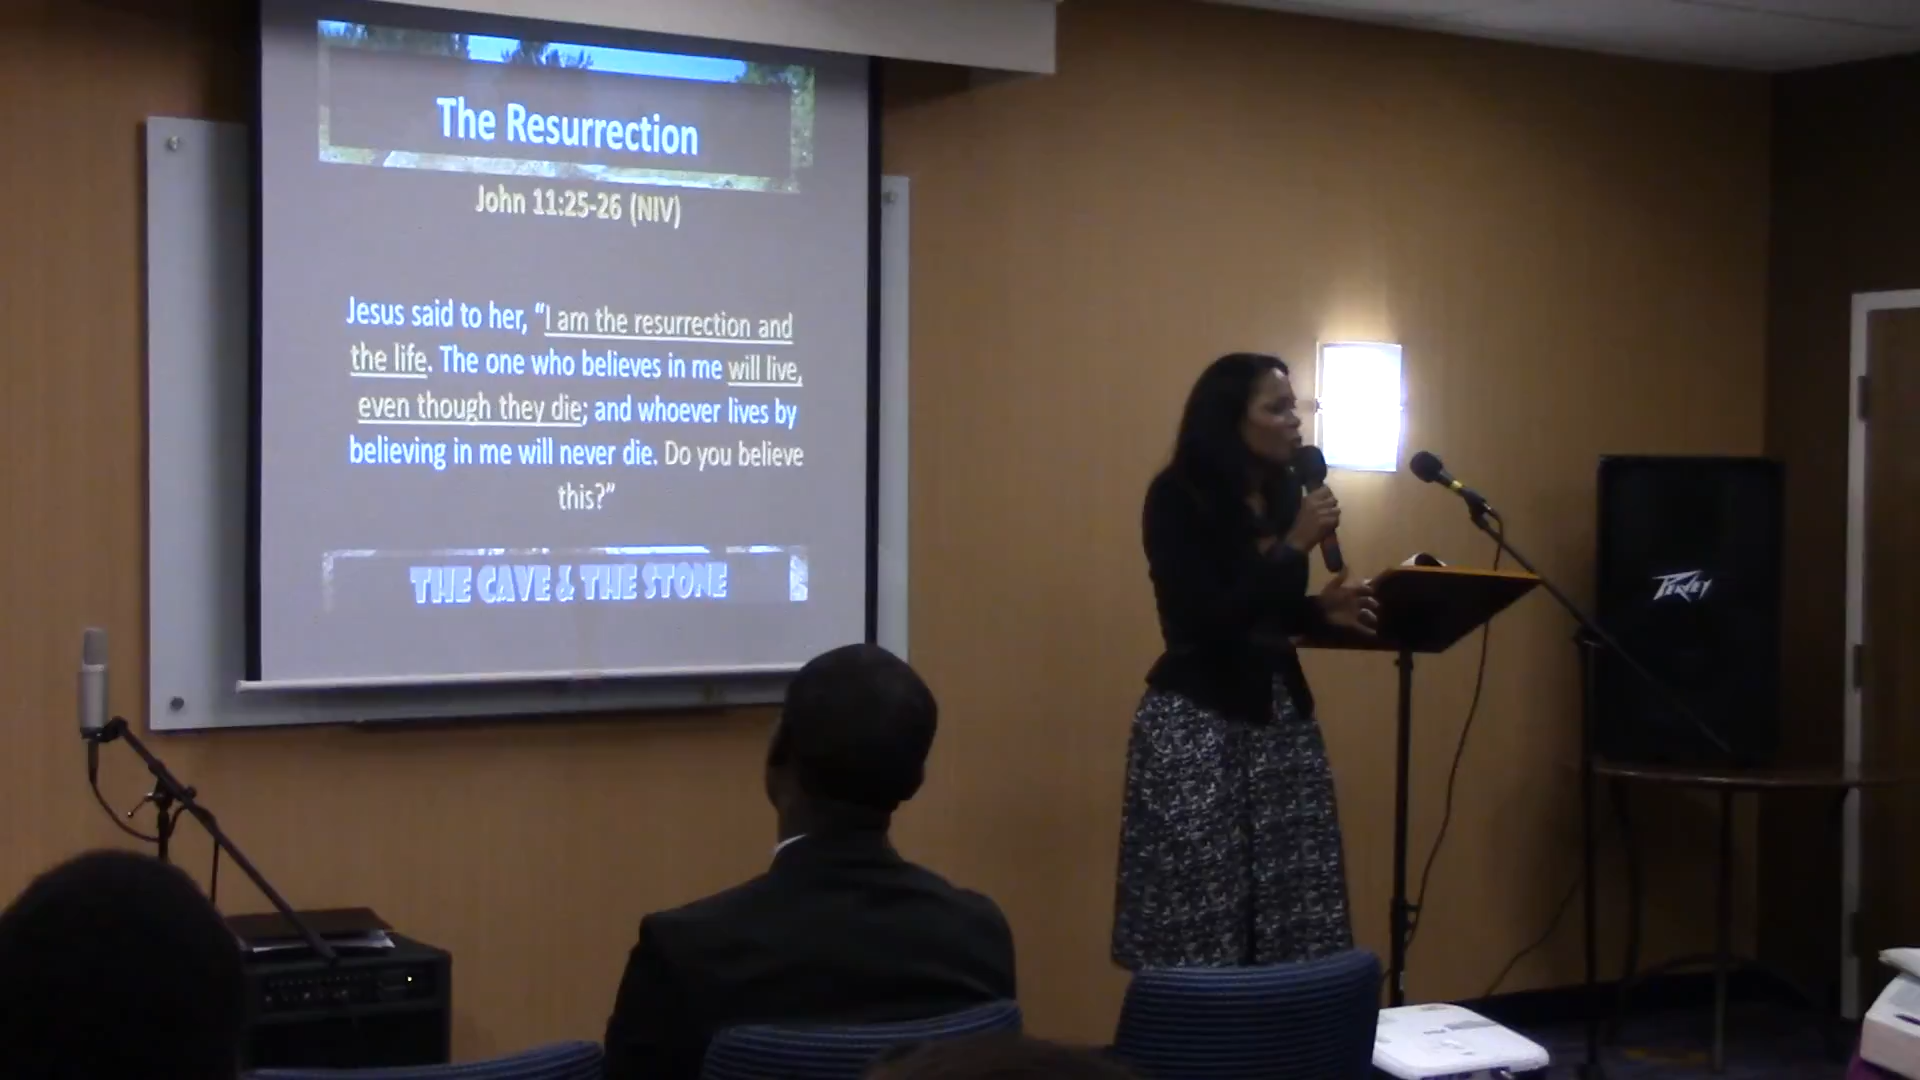 The Resurrection
John 11:25-26 (NIV)
Jesus said to her, “I am the resurrection and
the life. The one who believes in me will live,
even though they die; and whoever lives by
believing in me will never die. Do you believe
this?”
THE CAVE & THE STONE
PEAVEY